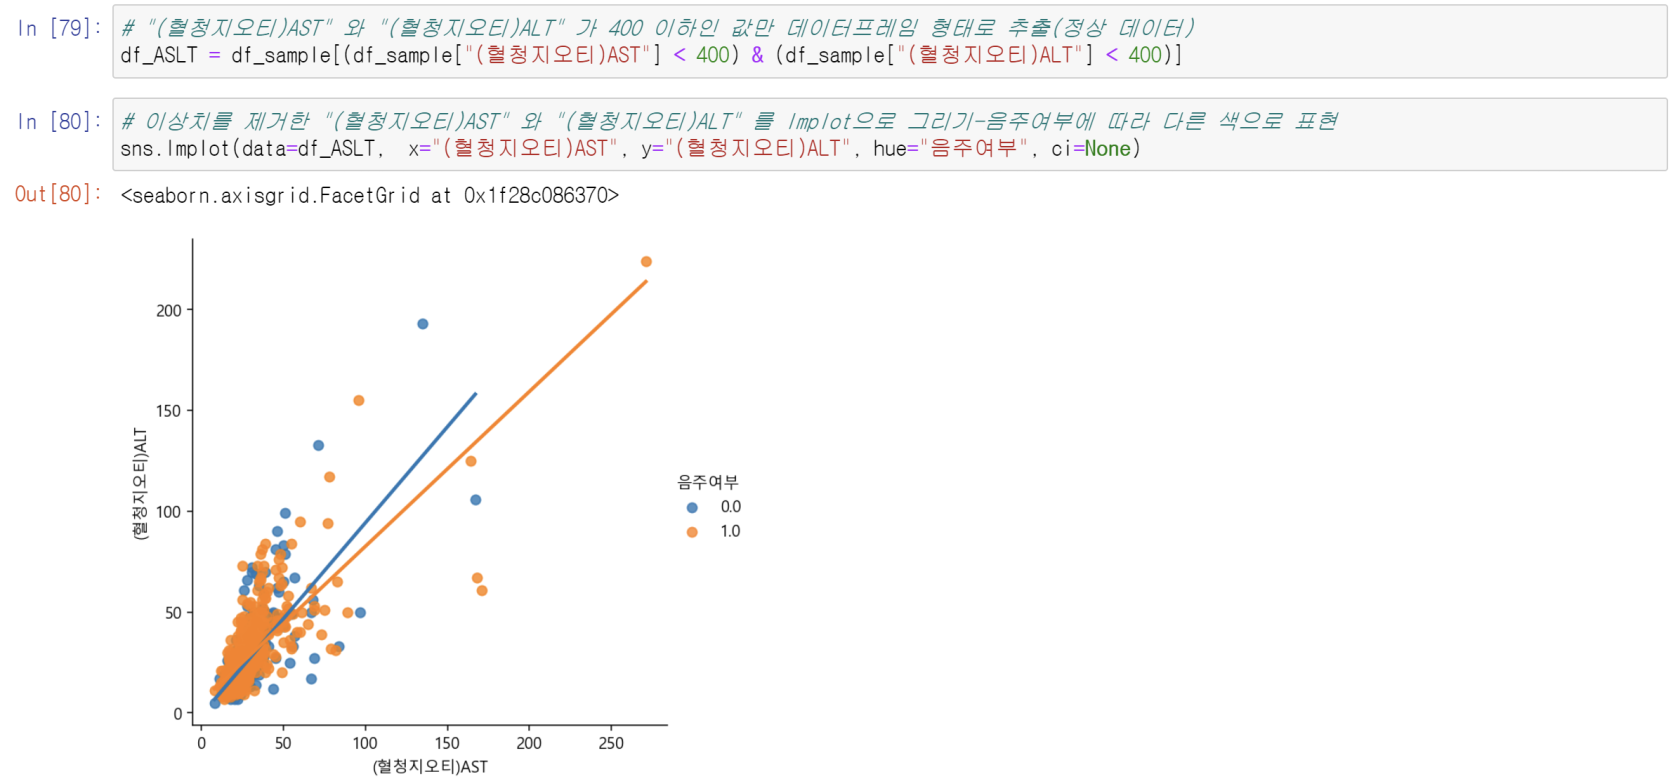 In [79]: # "(혈청지오티)AST" 와 "(혈청지오티)ALT" 가 400 이하인 값만 데이터프레임 형태로 추출(정상 데이터)
df_ASLT = df_sample[(df_sample["(혈청지오티)AST"] < 400) & (df_sample["(혈청지오티)ALT"] < 400)]
In [80]: # 이상치를 제거한 "(혈청지오티)AST" 와 "(혈청지오티)ALT" 를 lmplot으로 그리기-음주여부에 따라 다른 색으로 표현
sns.lmplot(data=df_ASLT,  x="(혈청지오티)AST", y="(혈청지오티)ALT", hue="음주여부", ci=None)
Out[80]: <seaborn.axisgrid.FacetGrid at 0x1f28c086370>
200
150
100
50
0
(혈청지오티)ALT
음주여부
0.0
1.0
0 50 100 150 200 250
(혈청지오티)AST